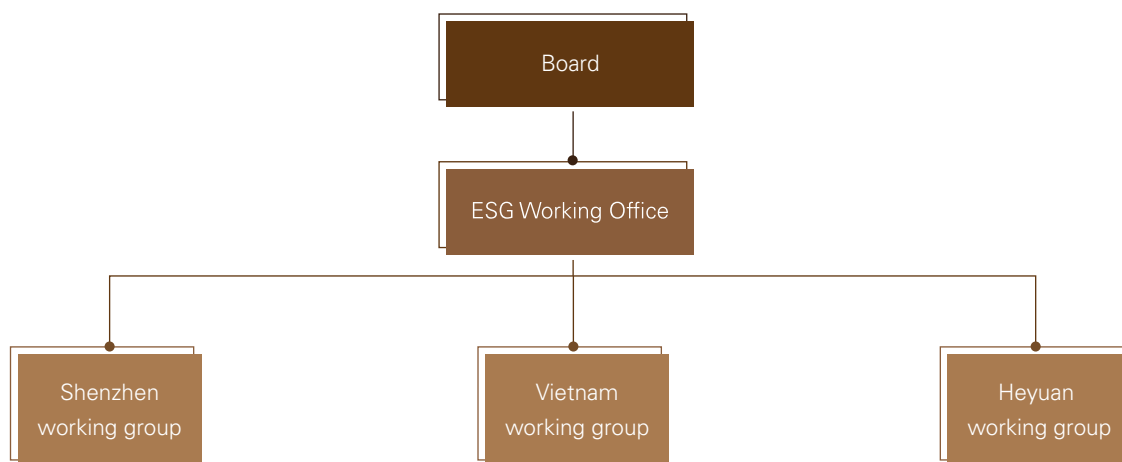 Board
ESG Working Office
Shenzhen
working group
Vietnam
working group
Heyuan
working group